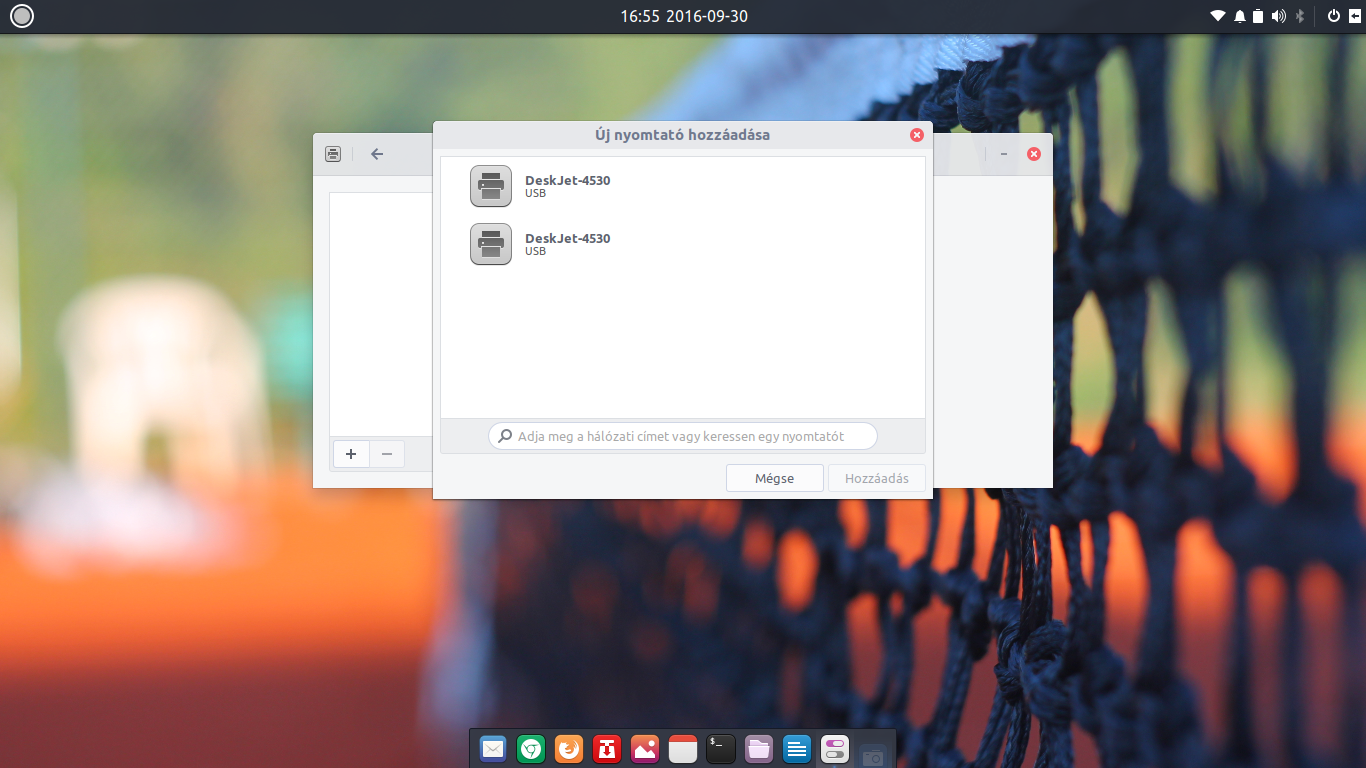 16:55 2016-09-30
Új nyomtató hozzáadása
DeskJet-4530
USB
DeskJet-4530
USB
Adja meg a hálózati címet vagy keressen egy nyomtatót
Mégse
Hozzáadás
$_